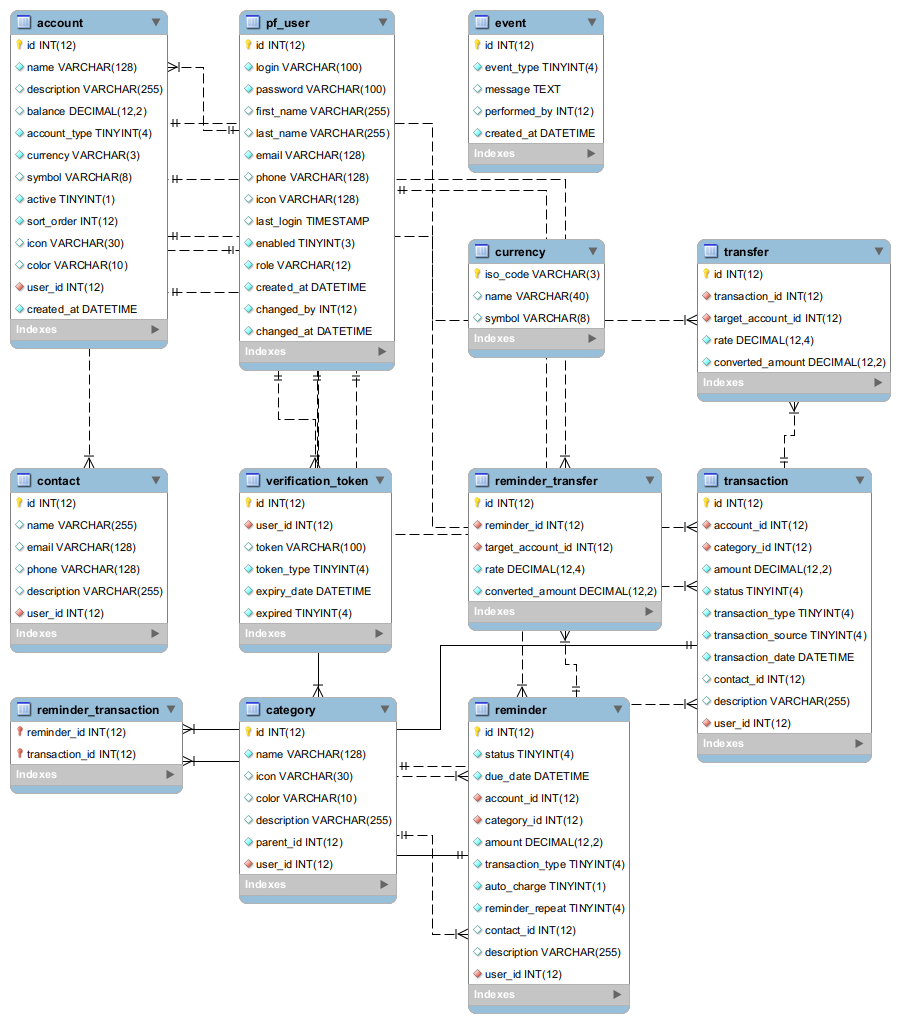 account
id INT(12)
name VARCHAR(128)
description VARCHAR(255)
balance DECIMAL(12,2)
account_type TINYINT(4)
currency VARCHAR(3)
symbol VARCHAR(8)
active TINYINT(1)
sort_order INT(12)
icon VARCHAR(30)
color VARCHAR(10)
user_id INT(12)
created_at DATETIME
Indexes
pf_user
id INT(12)
login VARCHAR(100)
password VARCHAR(100)
first_name VARCHAR(255)
last_name VARCHAR(255)
email VARCHAR(128)
phone VARCHAR(128)
icon VARCHAR(128)
last_login TIMESTAMP
enabled TINYINT(3)
role VARCHAR(12)
created_at DATETIME
changed_by INT(12)
changed_at DATETIME
Indexes
event
id INT(12)
event_type TINYINT(4)
message TEXT
performed_by INT(12)
created_at DATETIME
Indexes
currency
iso_code VARCHAR(3)
name VARCHAR(40)
symbol VARCHAR(8)
Indexes
transfer
id INT(12)
transaction_id INT(12)
target_account_id INT(12)
rate DECIMAL(12,4)
converted_amount DECIMAL(12,2)
Indexes
contact
id INT(12)
name VARCHAR(255)
email VARCHAR(128)
phone VARCHAR(128)
description VARCHAR(255)
user_id INT(12)
Indexes
verification_token
id INT(12)
user_id INT(12)
token VARCHAR(100)
token_type TINYINT(4)
expiry_date DATETIME
expired TINYINT(4)
Indexes
reminder_transfer
id INT(12)
reminder_id INT(12)
target_account_id INT(12)
rate DECIMAL(12,4)
converted_amount DECIMAL(12,2)
Indexes
transaction
id INT(12)
account_id INT(12)
category_id INT(12)
amount DECIMAL(12,2)
status TINYINT(4)
transaction_type TINYINT(4)
transaction_source TINYINT(4)
transaction_date DATETIME
contact_id INT(12)
description VARCHAR(255)
user_id INT(12)
Indexes
reminder_transaction
reminder_id INT(12)
transaction_id INT(12)
Indexes
category
id INT(12)
name VARCHAR(128)
icon VARCHAR(30)
color VARCHAR(10)
description VARCHAR(255)
parent_id INT(12)
user_id INT(12)
Indexes
reminder
id INT(12)
status TINYINT(4)
due_date DATETIME
account_id INT(12)
category_id INT(12)
amount DECIMAL(12,2)
transaction_type TINYINT(4)
auto_charge TINYINT(1)
reminder_repeat TINYINT(4)
contact_id INT(12)
description VARCHAR(255)
user_id INT(12)
Indexes